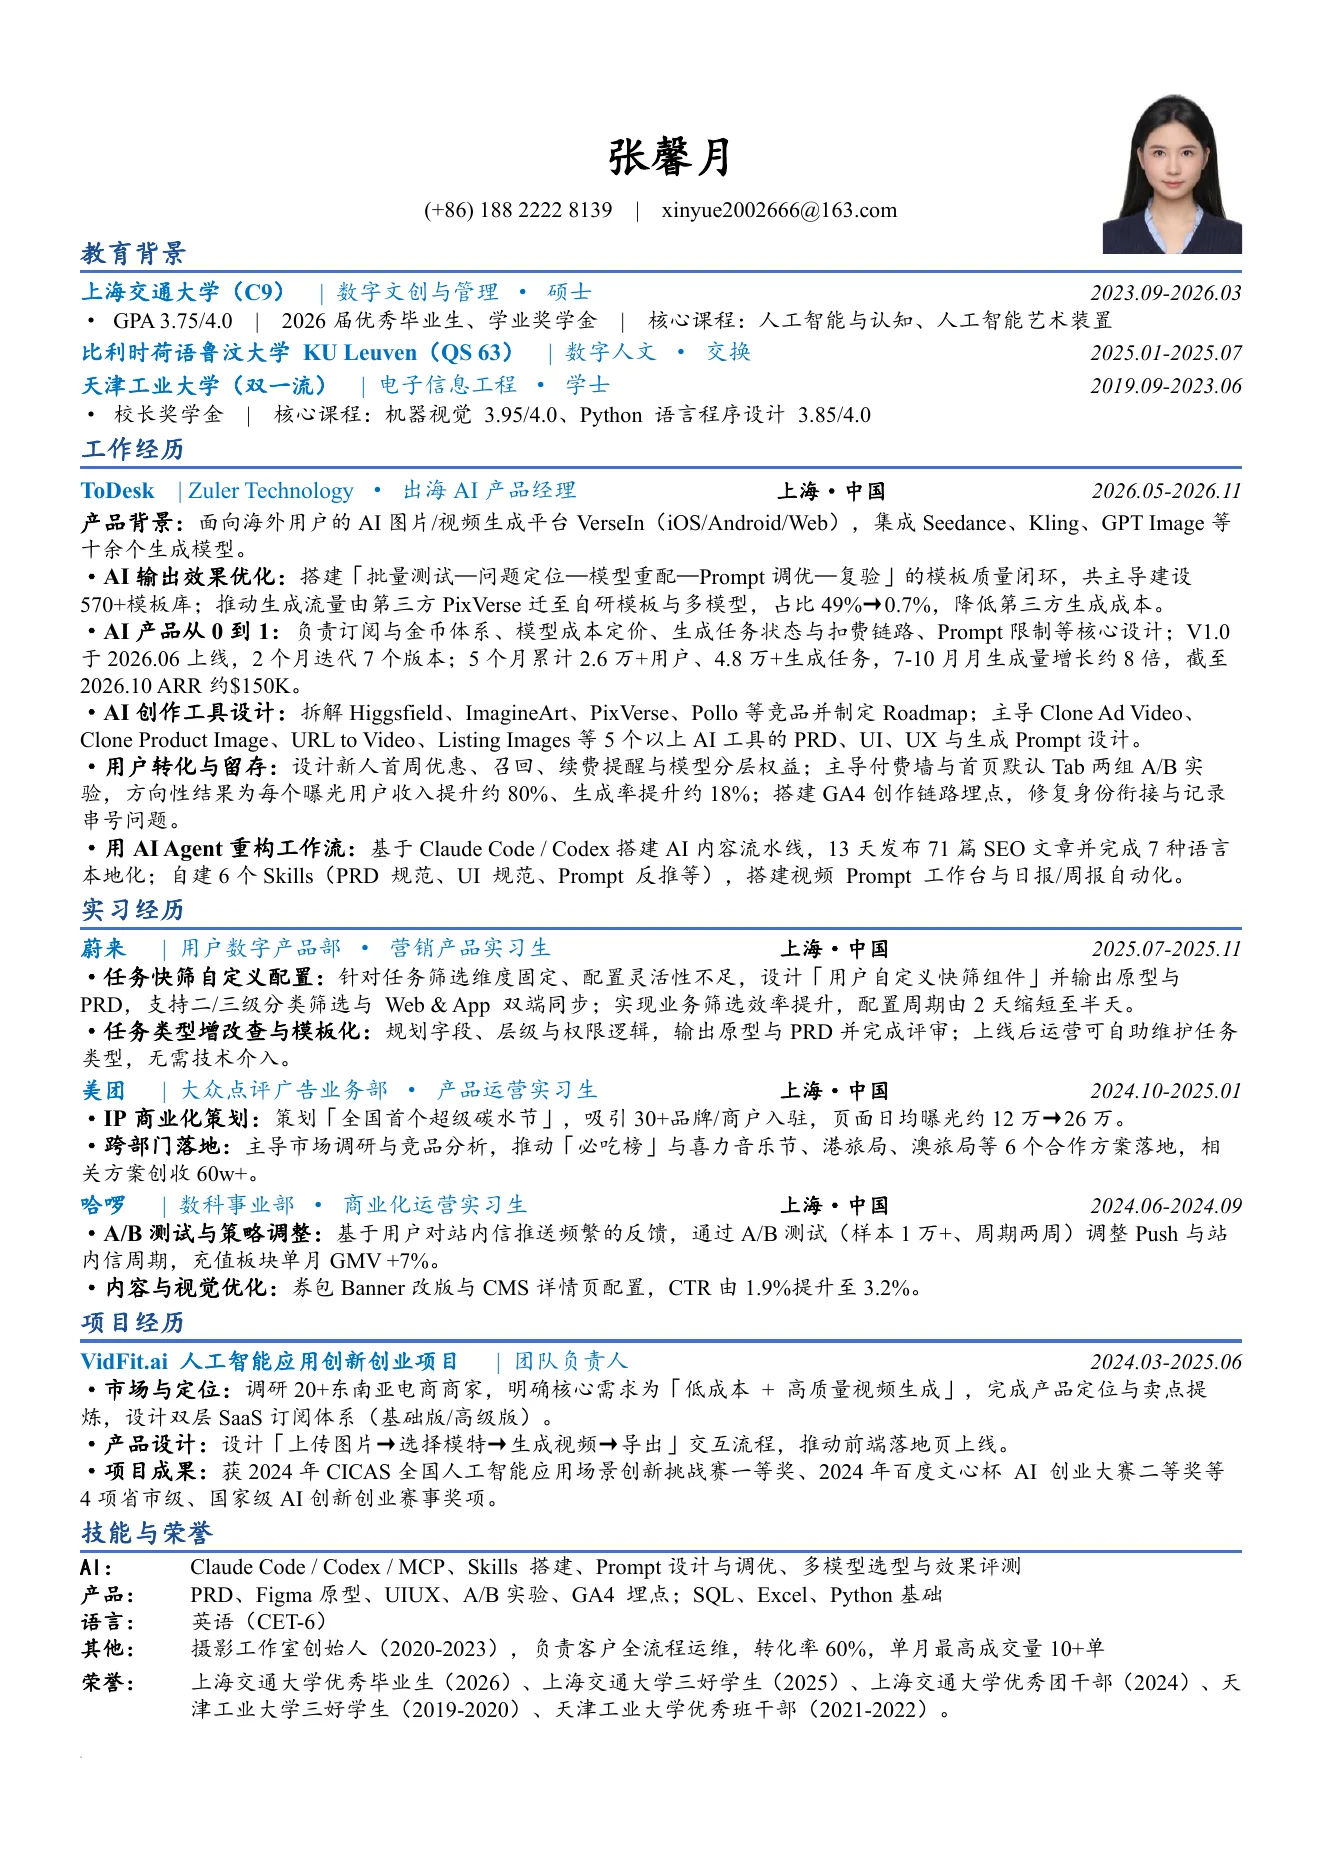 张馨月
(+86) 188 2222 8139 | xinyue2002666@163.com
教育背景
上海交通大学（C9） | 数字文创与管理 · 硕士 2023.09-2026.03
· GPA 3.75/4.0 | 2026 届优秀毕业生、学业奖学金 | 核心课程：人工智能与认知、人工智能艺术装置
比利时荷语鲁汶大学 KU Leuven（QS 63） | 数字人文 · 交换 2025.01-2025.07
天津工业大学（双一流） | 电子信息工程 · 学士 2019.09-2023.06
· 校长奖学金 | 核心课程：机器视觉 3.95/4.0、Python 语言程序设计 3.85/4.0
工作经历
ToDesk | Zuler Technology · 出海 AI 产品经理 上海·中国 2026.05-2026.11
产品背景：面向海外用户的 AI 图片/视频生成平台 VerseIn（iOS/Android/Web），集成 Seedance、Kling、GPT Image 等
十余个生成模型。
·AI 输出效果优化：搭建「批量测试—问题定位—模型重配—Prompt 调优—复验」的模板质量闭环，共主导建设
570+模板库；推动生成流量由第三方 PixVerse 迁至自研模板与多模型，占比 49%➞0.7%，降低第三方生成成本。
·AI 产品从 0 到 1：负责订阅与金币体系、模型成本定价、生成任务状态与扣费链路、Prompt 限制等核心设计；V1.0
于 2026.06 上线，2 个月迭代 7 个版本；5 个月累计 2.6 万+用户、4.8 万+生成任务，7-10 月月生成量增长约 8 倍，截至
2026.10 ARR 约$150K。
·AI 创作工具设计：拆解 Higgsfield、ImagineArt、PixVerse、Pollo 等竞品并制定 Roadmap；主导 Clone Ad Video、
Clone Product Image、URL to Video、Listing Images 等 5 个以上 AI 工具的 PRD、UI、UX 与生成 Prompt 设计。
·用户转化与留存：设计新人首周优惠、召回、续费提醒与模型分层权益；主导付费墙与首页默认 Tab 两组 A/B 实
验，方向性结果为每个曝光用户收入提升约 80%、生成率提升约 18%；搭建 GA4 创作链路埋点，修复身份衔接与记录
串号问题。
·用 AI Agent 重构工作流：基于 Claude Code / Codex 搭建 AI 内容流水线，13 天发布 71 篇 SEO 文章并完成 7 种语言
本地化；自建 6 个 Skills（PRD 规范、UI 规范、Prompt 反推等），搭建视频 Prompt 工作台与日报/周报自动化。
实习经历
蔚来 | 用户数字产品部 · 营销产品实习生 上海·中国 2025.07-2025.11
·任务快筛自定义配置：针对任务筛选维度固定、配置灵活性不足，设计「用户自定义快筛组件」并输出原型与
PRD，支持二/三级分类筛选与 Web & App 双端同步；实现业务筛选效率提升，配置周期由 2 天缩短至半天。
·任务类型增改查与模板化：规划字段、层级与权限逻辑，输出原型与 PRD 并完成评审；上线后运营可自助维护任务
类型，无需技术介入。
美团 | 大众点评广告业务部 · 产品运营实习生 上海·中国 2024.10-2025.01
·IP 商业化策划：策划「全国首个超级碳水节」，吸引 30+品牌/商户入驻，页面日均曝光约 12 万➞26 万。
·跨部门落地：主导市场调研与竞品分析，推动「必吃榜」与喜力音乐节、港旅局、澳旅局等 6 个合作方案落地，相
关方案创收 60w+。
哈啰 | 数科事业部 · 商业化运营实习生 上海·中国 2024.06-2024.09
·A/B 测试与策略调整：基于用户对站内信推送频繁的反馈，通过 A/B 测试（样本 1 万+、周期两周）调整 Push 与站
内信周期，充值板块单月 GMV +7%。
·内容与视觉优化：券包 Banner 改版与 CMS 详情页配置，CTR 由 1.9%提升至 3.2%。
项目经历
VidFit.ai 人工智能应用创新创业项目 | 团队负责人 2024.03-2025.06
·市场与定位：调研 20+东南亚电商商家，明确核心需求为「低成本 + 高质量视频生成」，完成产品定位与卖点提
炼，设计双层 SaaS 订阅体系（基础版/高级版）。
·产品设计：设计「上传图片➞选择模特➞生成视频➞导出」交互流程，推动前端落地页上线。
·项目成果：获 2024 年 CICAS 全国人工智能应用场景创新挑战赛一等奖、2024 年百度文心杯 AI 创业大赛二等奖等
4 项省市级、国家级 AI 创新创业赛事奖项。
技能与荣誉
AI： Claude Code / Codex / MCP、Skills 搭建、Prompt 设计与调优、多模型选型与效果评测
产品： PRD、Figma 原型、UIUX、A/B 实验、GA4 埋点；SQL、Excel、Python 基础
语言： 英语（CET-6）
其他： 摄影工作室创始人（2020-2023），负责客户全流程运维，转化率 60%，单月最高成交量 10+单
荣誉： 上海交通大学优秀毕业生（2026）、上海交通大学三好学生（2025）、上海交通大学优秀团干部（2024）、天
津工业大学三好学生（2019-2020）、天津工业大学优秀班干部（2021-2022）。